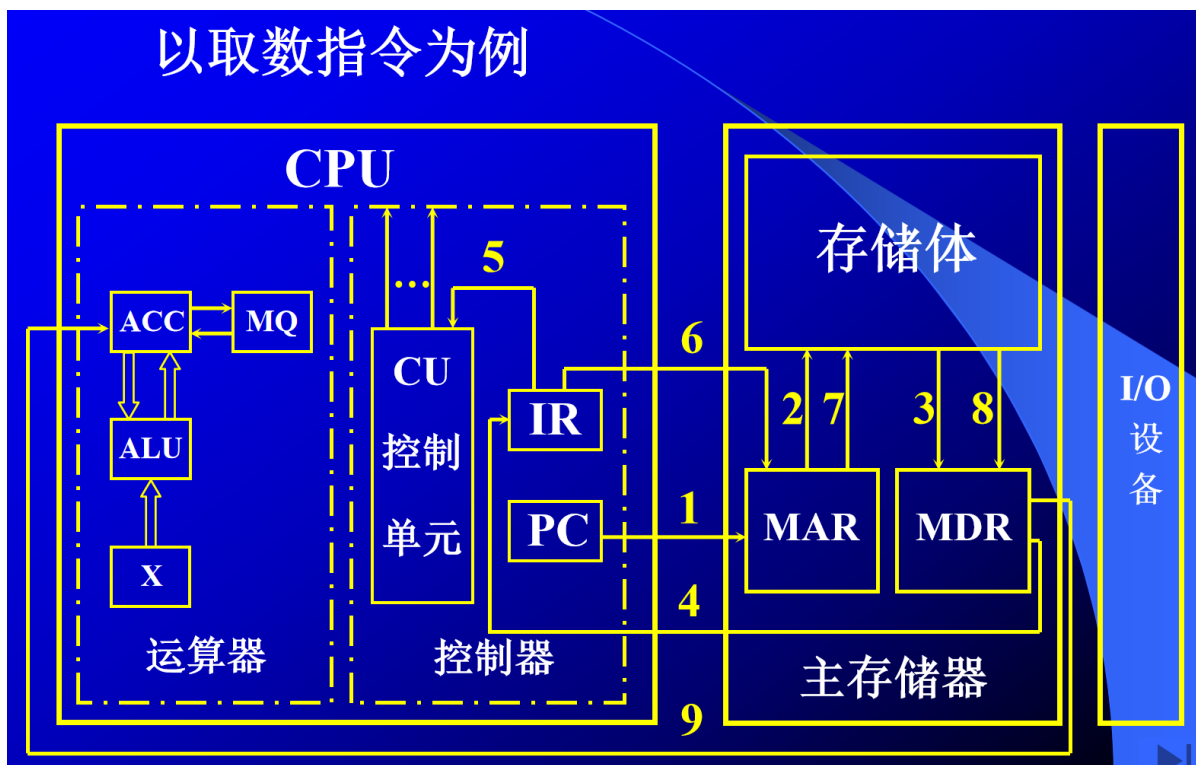 以取数指令为例
CPU
ACC
MQ
ALU
X
运算器
…
5
CU
控制
单元
IR
PC
控制器
6
1
4
9
存储体
2
7
3
8
MAR
MDR
主存储器
I/O
设
备